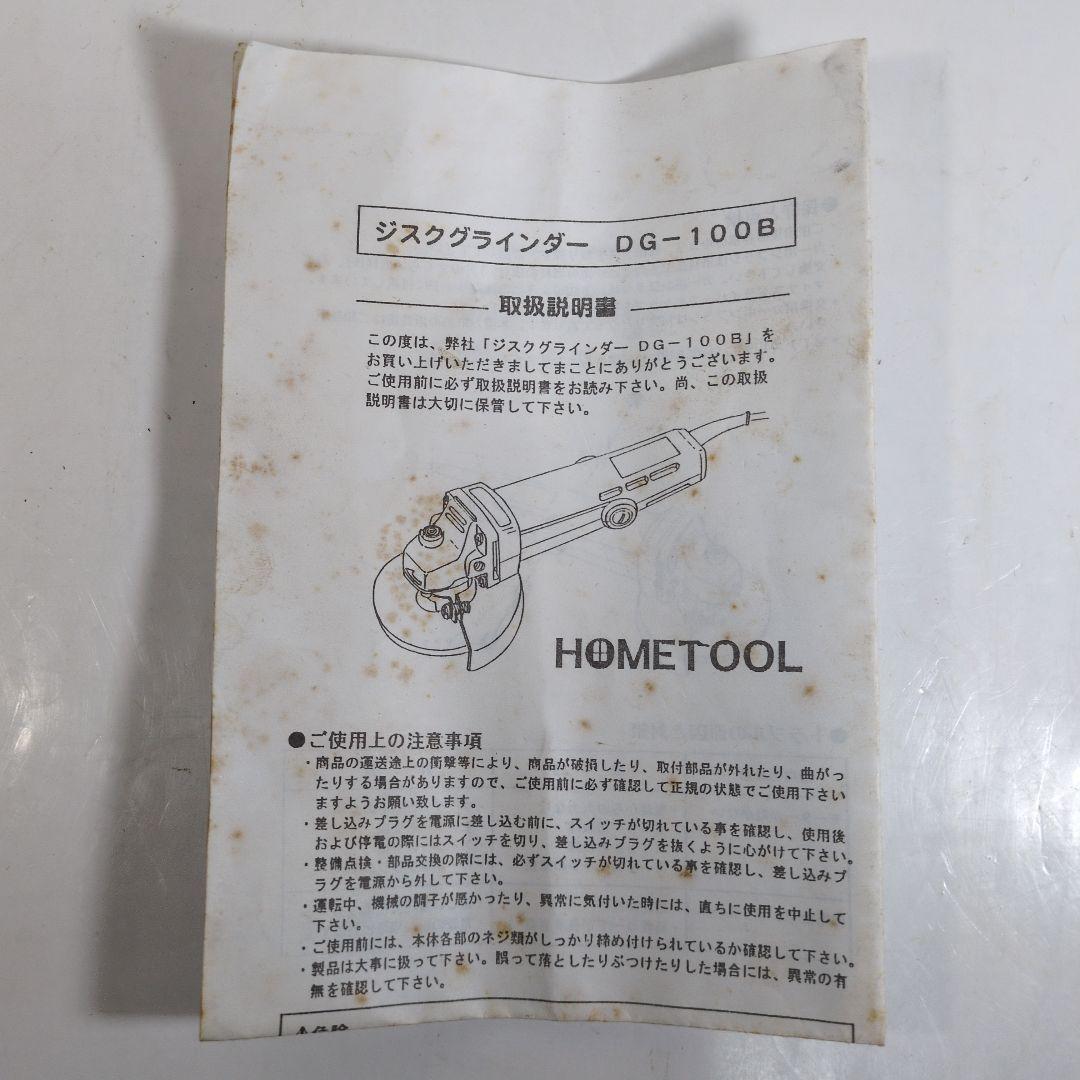 ジスクグラインダー DG−100B
取扱説明書
この度は、弊社「ジスクグラインダー DG−100B」を
お買い上げいただきましてまことにありがとうございます。
ご使用前に必ず取扱説明書をお読み下さい。尚、この取扱
説明書は大切に保管して下さい。
HOMETOOL
●ご使用上の注意事項
・商品の運送途上の衝撃等により、商品が破損したり、取付部品が外れたり、曲がっ
たりする場合がありますので、ご使用前に必ず確認して正規の状態でご使用下さい
ますようお願い致します。
・差し込みプラグを電源に差し込む前に、スイッチが切れている事を確認し、使用後
および停電の際にはスイッチを切り、差し込みプラグを抜くように心がけて下さい。
・整備点検・部品交換の際には、必ずスイッチが切れている事を確認し、差し込みプ
ラグを電源から外して下さい。
・運転中、機械の調子が悪かったり、異常に気付いた時には、直ちに使用を中止して
下さい。
・ご使用前には、本体各部のネジ類がしっかり締め付けられているか確認して下さい。
・製品は大事に扱って下さい。誤って落としたりぶつけたりした場合には、異常の有
無を確認して下さい。